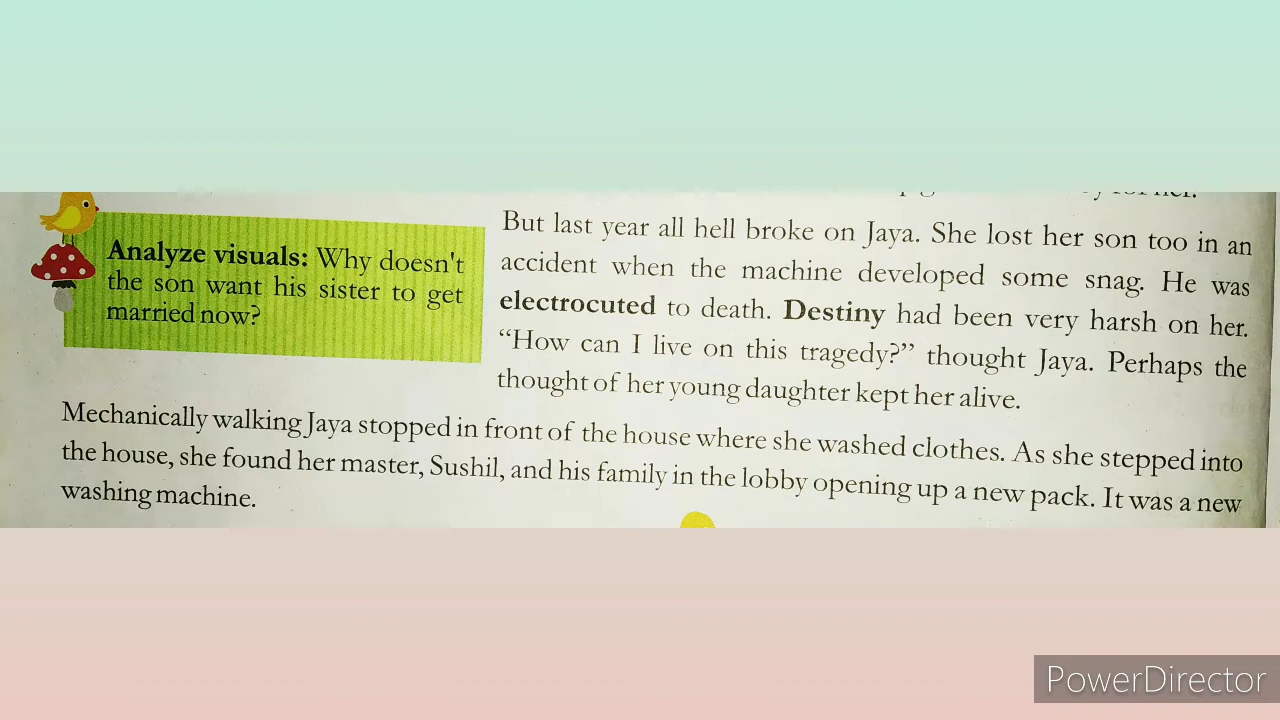 Analyze visuals: Why doesn't
the son want his sister to get
married now?
But last year all hell broke on Jaya. She lost her son too in an
accident when the machine developed some snag. He was
electrocuted to death. Destiny had been very harsh on her.
“How can I live on this tragedy?” thought Jaya. Perhaps the
thought of her young daughter kept her alive.
Mechanically walking Jaya stopped in front of the house where she washed clothes. As she stepped into
the house, she found her master, Sushil, and his family in the lobby opening up a new pack. It was a new
washing machine.
PowerDirector